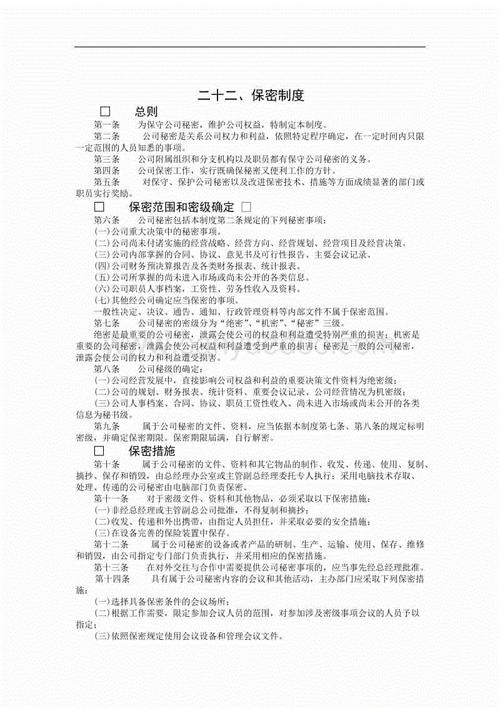 二十二、保密制度
□ 总则
第一条 为保守公司秘密，维护公司权益，特制定本制度。
第二条 公司秘密是关系公司权力和利益，依照特定程序确定，在一定时间内只限
一定范围的人员知悉的事项。
第三条 公司附属组织和分支机构以及职员都有保守公司秘密的义务。
第四条 公司保密工作，实行既确保秘密又便利工作的方针。
第五条 对保守、保护公司秘密以及改进保密技术、措施等方面成绩显著的部门或
职员实行奖励。
□ 保密范围和密级确定 □
第六条 公司秘密包括本制度第二条规定的下列秘密事项：
(一)公司重大决策中的秘密事项。
(二)公司尚未付诸实施的经营战略、经营方向、经营规划、经营项目及经营决策。
(三)公司内部掌握的合同、协议、意见书及可行性报告、主要会议记录。
(四)公司财务预决算报告及各类财务报表、统计报表。
(五)公司所掌握的尚未进入市场或尚未公开的各类信息。
(六)公司职员人事档案，工资性、劳务性收入及资料。
(七)其他经公司确定应当保密的事项。
一般性决定、决议、通告、通知、行政管理资料等内部文件不属于保密范围。
第七条 公司秘密的密级分为“绝密”、“机密”、“秘密”三级。
绝密是最重要的公司秘密，泄露会使公司的权力和利益遭受特别严重的损害；机密是
重要的公司秘密，泄露会使公司权力和利益遭受到严重的损害；秘密是一般的公司秘密，
泄露会使公司的权力和利益遭受损害。
第八条 公司秘级的确定：
(一)公司经营发展中，直接影响公司权益和利益的重要决策文件资料为绝密级；
(二)公司的规划、财务报表、统计资料、重要会议记录、公司经营情况为机密级；
(三)公司人事档案、合同、协议、职员工资性收入、尚未进入市场或尚未公开的各类
信息为秘书级。
第九条 属于公司秘密的文件、资料，应当依据本制度第七条、第八条的规定标明
密级，并确定保密期限。保密期限届满，自行解密。
□ 保密措施
第十条 属于公司秘密的文件、资料和其它物品的制作、收发、传递、使用、复制、
摘抄、保存和销毁，由总经理办公室或主管副总经理委托专人执行；采用电脑技术存取、
处理、传递的公司秘密由电脑部门负责保密。
第十一条 对于密级文件、资料和其他物品，必须采取以下保密措施：
(一)非经总经理或主管副总公司批准，不得复制和摘抄；
(二)收发、传递和外出携带，由指定人员担任，并采取必要的安全措施；
(三)在设备完善的保险装置中保存。
第十二条 属于公司秘密的设备或者产品的研制、生产、运输、使用、保存、维修
和销毁，由公司指定专门部门负责执行，并采用相应的保密措施。
第十三条 在对外交往与合作中需要提供公司秘密事项的，应当事先经总经理批准。
第十四条 具有属于公司秘密内容的会议和其他活动，主办部门应采取下列保密措
施：
(一)选择具备保密条件的会议场所；
(二)根据工作需要，限定参加会议人员的范围，对参加涉及密级事项会议的人员予以
指定；
(三)依照保密规定使用会议设备和管理会议文件。